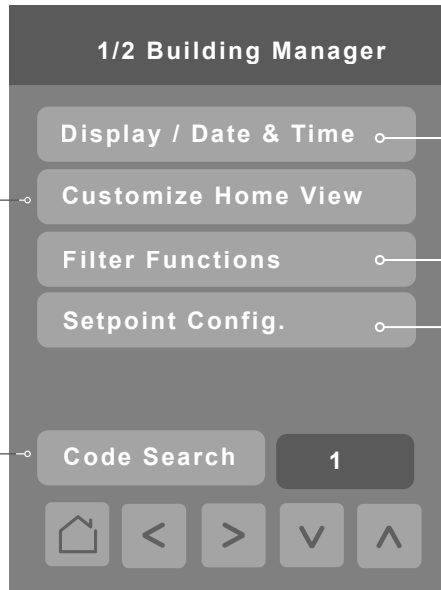 1/2 Building Manager
Display / Date & Time
Customize Home View
Filter Functions
Setpoint Config.
Code Search 1